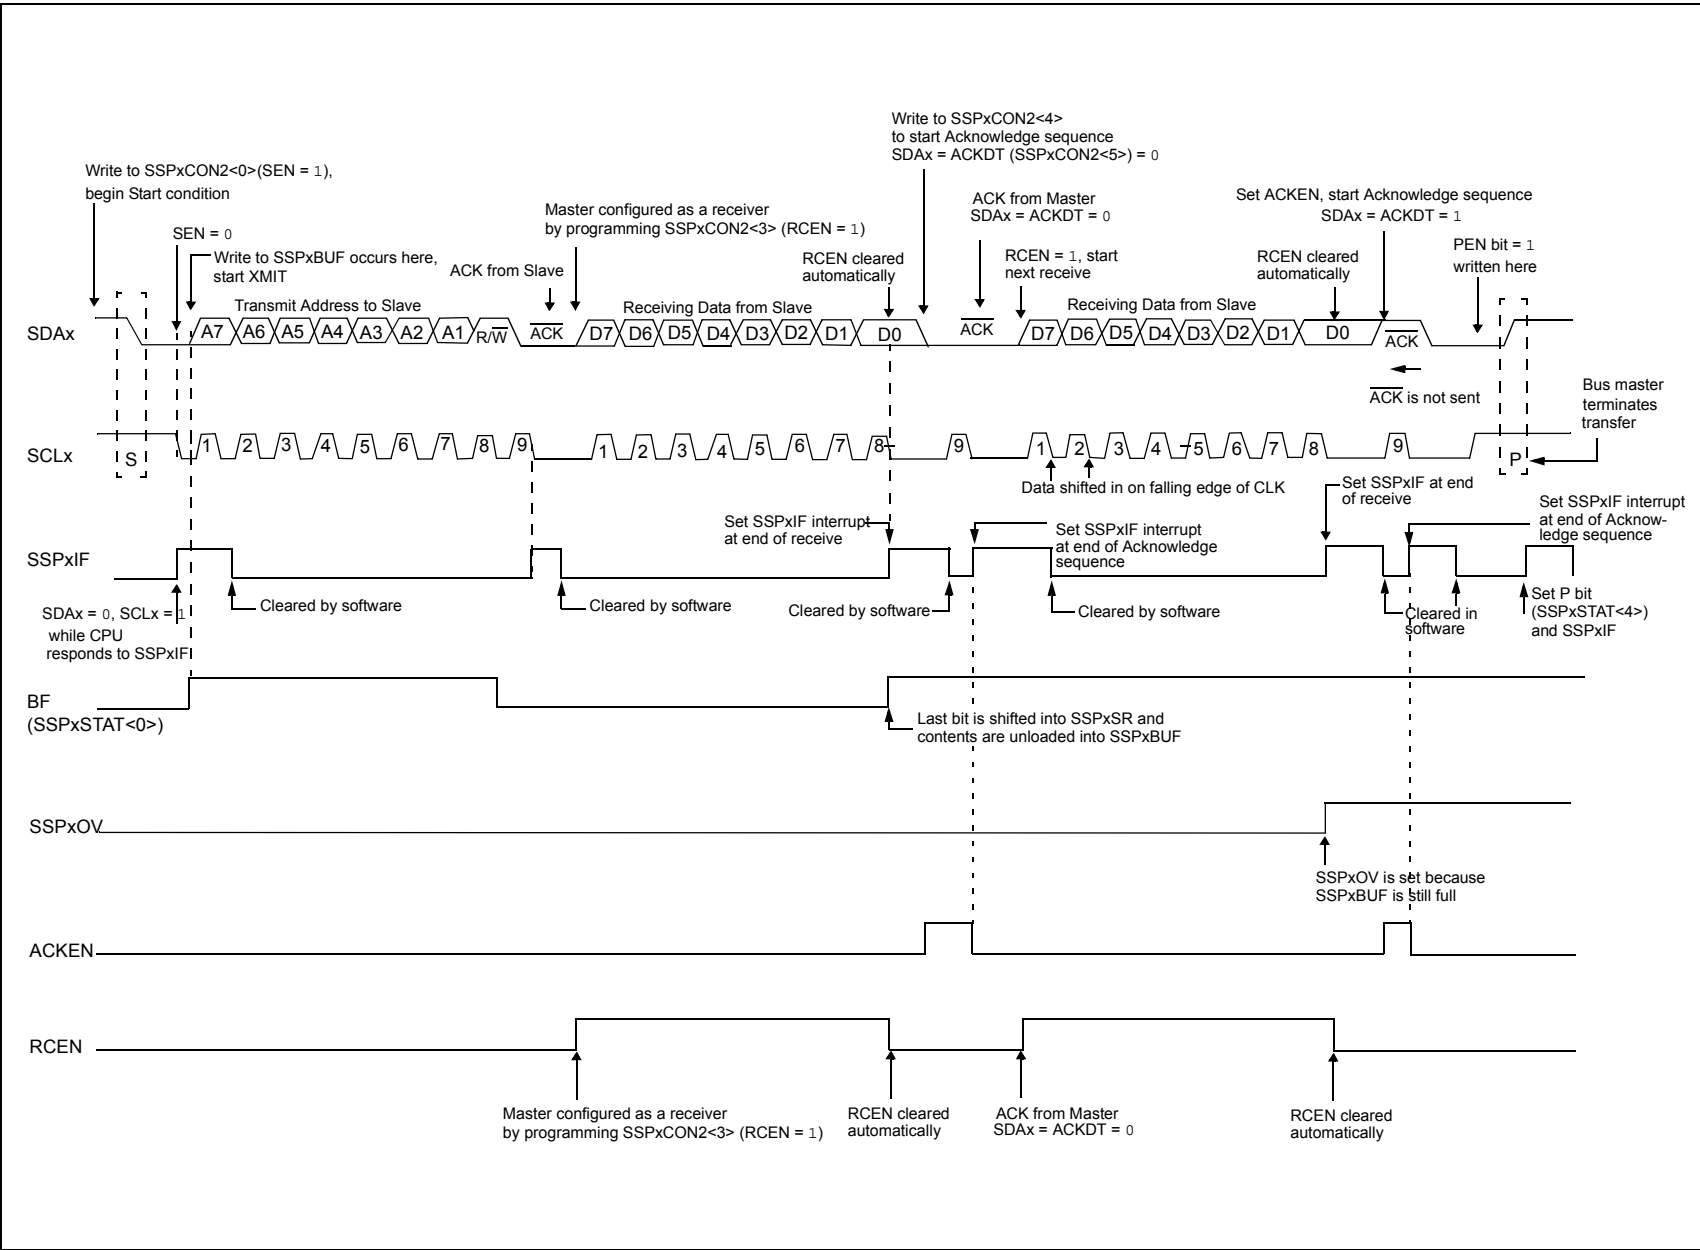 Write to SSPxCON2<4>
to start Acknowledge sequence
SDAx = ACKDT (SSPxCON2<5>) = 0
Write to SSPxCON2<0>(SEN = 1),
begin Start condition
ACK from Master
SDAx = ACKDT = 0
Set ACKEN, start Acknowledge sequence
SDAx = ACKDT = 1
Master configured as a receiver
by programming SSPxCON2<3> (RCEN = 1)
SEN = 0
PEN bit = 1
written here
Write to SSPxBUF occurs here,
start XMIT
ACK from Slave
RCEN cleared
automatically
RCEN = 1, start
next receive
RCEN cleared
automatically
Transmit Address to Slave
Receiving Data from Slave
Receiving Data from Slave
SDAx
A7 A6 A5 A4 A3 A2 A1 R/W ACK D7 D6 D5 D4 D3 D2 D1 D0 ACK D7 D6 D5 D4 D3 D2 D1 D0 ACK
ACK is not sent
Bus master
terminates
transfer
SCLx
S 1 2 3 4 5 6 7 8 9 1 2 3 4 5 6 7 8 9 1 2 3 4 5 6 7 8 9 P
Data shifted in on falling edge of CLK
Set SSPxIF at end
of receive
Set SSPxIF interrupt
at end of receive
Set SSPxIF interrupt
at end of Acknowledge
sequence
Set SSPxIF interrupt
at end of Acknow-
ledge sequence
SSPxIF
SDAx = 0, SCLx = 1
while CPU
responds to SSPxIF
Cleared by software
Cleared by software
Cleared by software
Cleared by software
Cleared in
software
Set P bit
(SSPxSTAT<4>)
and SSPxIF
BF
(SSPxSTAT<0>)
Last bit is shifted into SSPxSR and
contents are unloaded into SSPxBUF
SSPxOV
SSPxOV is set because
SSPxBUF is still full
ACKEN
RCEN
Master configured as a receiver
by programming SSPxCON2<3> (RCEN = 1)
RCEN cleared
automatically
ACK from Master
SDAx = ACKDT = 0
RCEN cleared
automatically